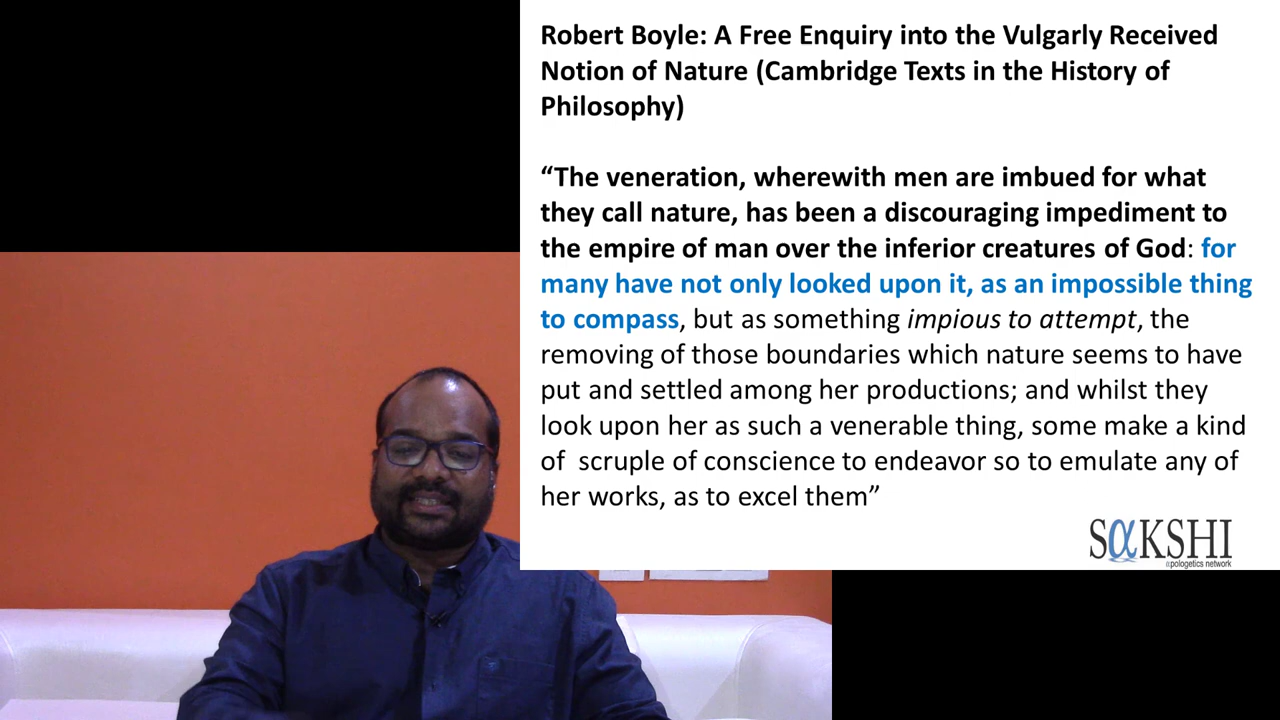 Robert Boyle: A Free Enquiry into the Vulgarly Received
Notion of Nature (Cambridge Texts in the History of
Philosophy)
“The veneration, wherewith men are imbued for what
they call nature, has been a discouraging impediment to
the empire of man over the inferior creatures of God: for
many have not only looked upon it, as an impossible thing
to compass, but as something impious to attempt, the
removing of those boundaries which nature seems to have
put and settled among her productions; and whilst they
look upon her as such a venerable thing, some make a kind
of scruple of conscience to endeavor so to emulate any of
her works, as to excel them”
SαKSHI
αpologetics network